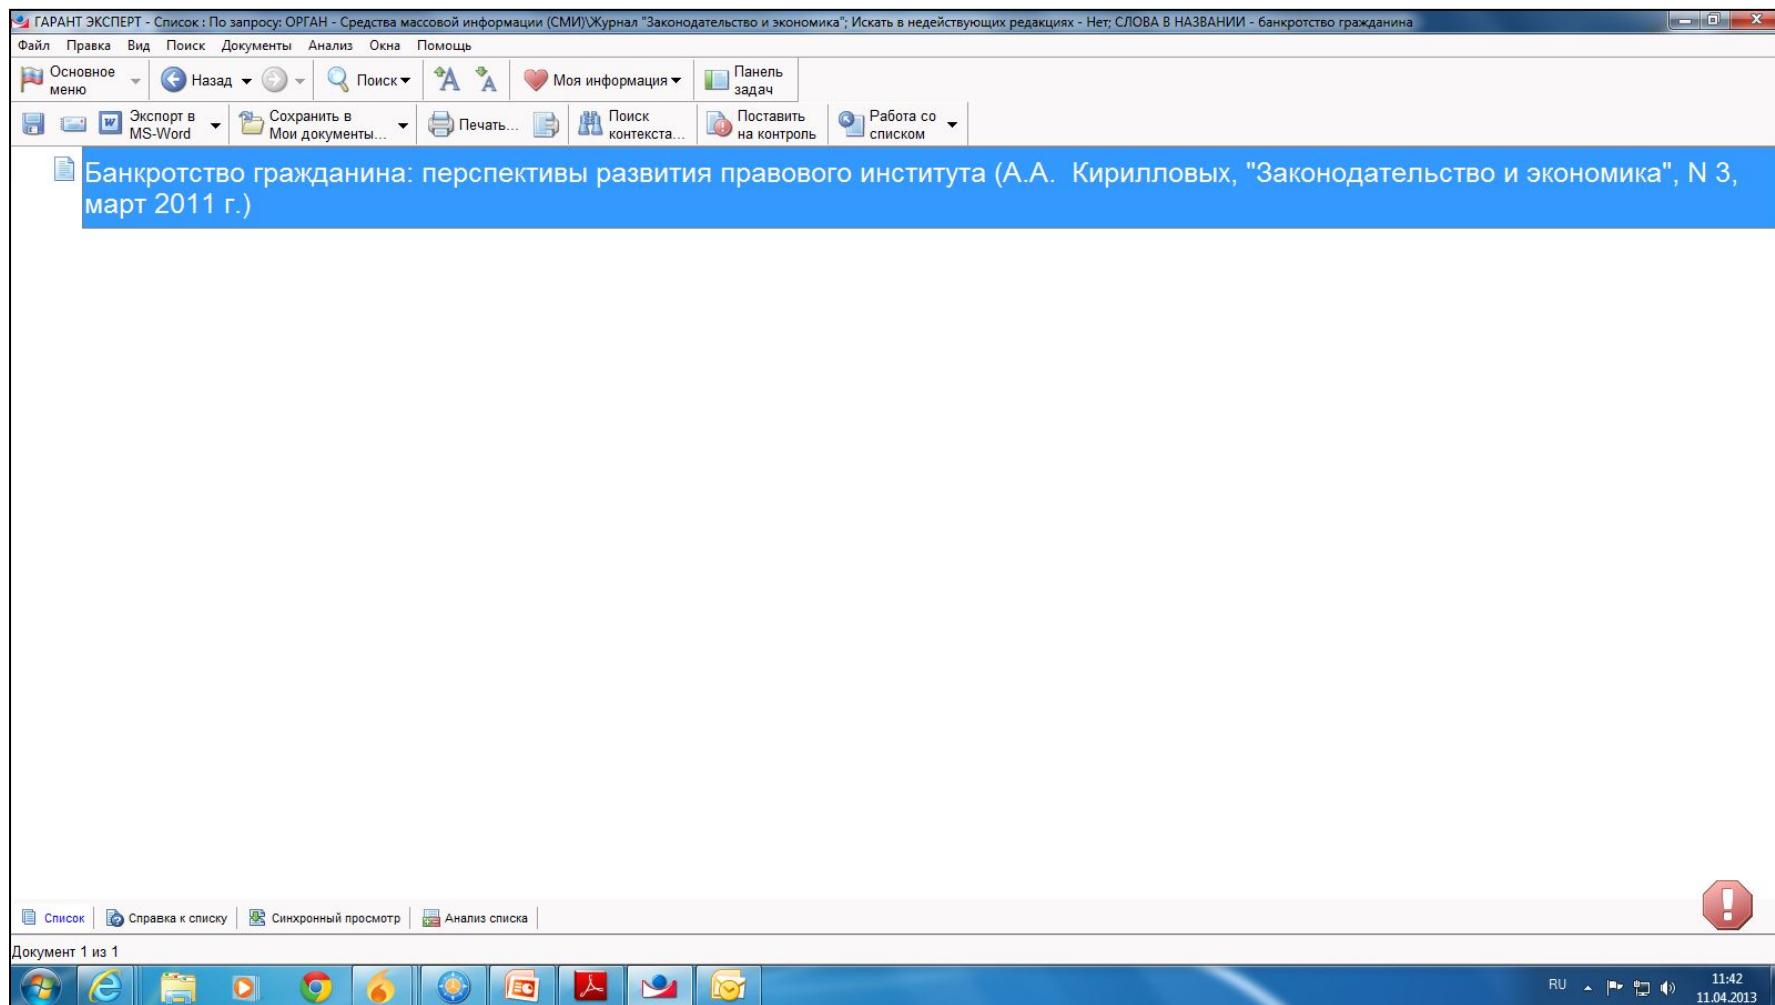 ГАРАНТ ЭКСПЕРТ - Список : По запросу: ОРГАН - Средства массовой информации (СМИ)\Журнал "Законодательство и экономика"; Искать в недействующих редакциях - Нет; СЛОВА В НАЗВАНИИ - банкротство гражданина
Файл Правка Вид Поиск Документы Анализ Окна Помощь
Основное меню Назад Поиск Моя информация Панель задач
Экспорт в MS-Word Сохранить в Мои документы... Печать... Поиск контекста... Поставить на контроль Работа со списком
Банкротство гражданина: перспективы развития правового института (А.А. Кирилловых, "Законодательство и экономика", N 3,
март 2011 г.)
Список Справка к списку Синхронный просмотр Анализ списка
Документ 1 из 1
RU 11:42
11.04.2013